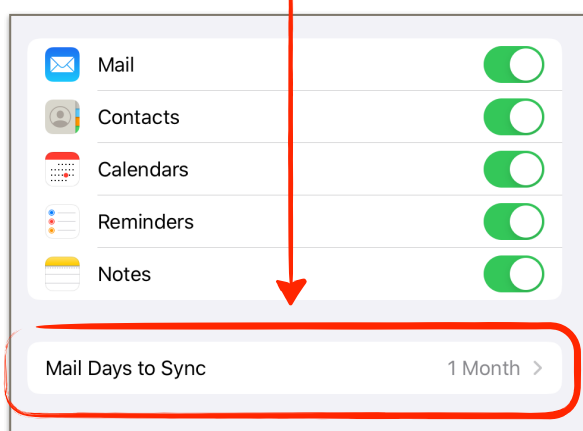 Mail
Contacts
Calendars
Reminders
Notes
Mail Days to Sync 1 Month